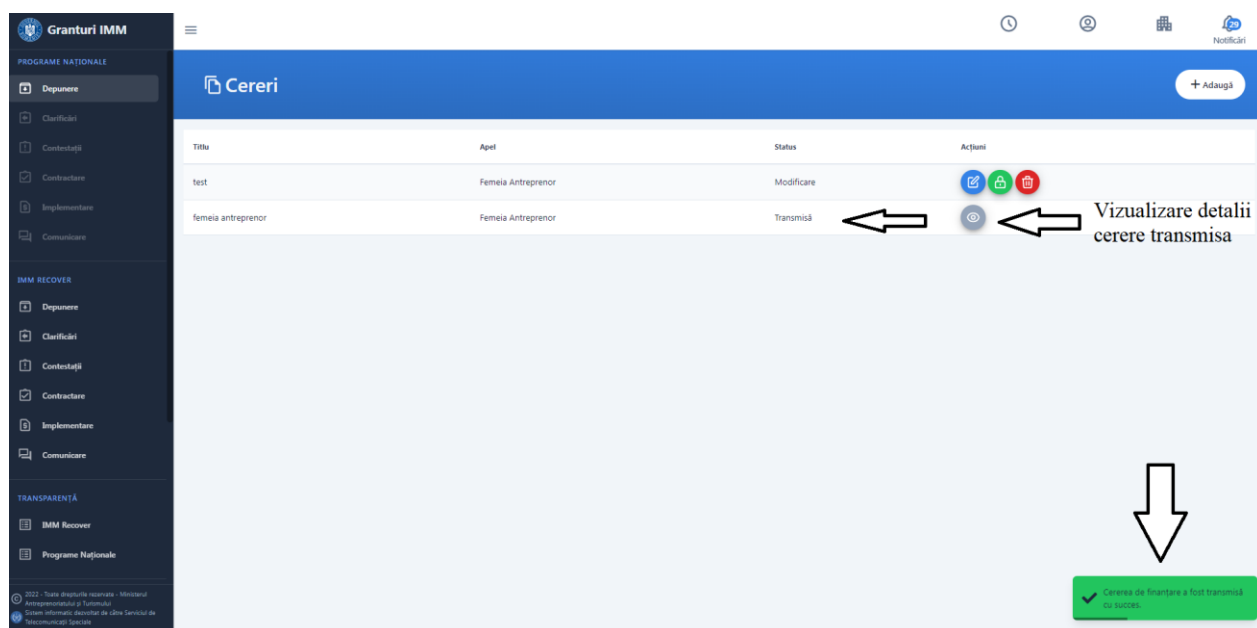 Granturi IMM
29
Notificări
PROGRAME NAȚIONALE
Depunere
Clarificări
Contestații
Contractare
Implementare
Comunicare
IMM RECOVER
Depunere
Clarificări
Contestații
Contractare
Implementare
Comunicare
TRANSPARENȚĂ
IMM Recover
Programe Naționale
2022 - Toate drepturile rezervate - Ministerul
Antreprenoriatului și Turismului
Sistem informatic dezvoltat de către Serviciul de
Telecomunicații Speciale
Cereri
+ Adaugă
Titlu Apel Status Acțiuni
test Femeia Antreprenor Modificare
femeia antreprenor Femeia Antreprenor Transmisă
Vizualizare detalii
cerere transmisa
Cererea de finanțare a fost transmisă
cu succes.